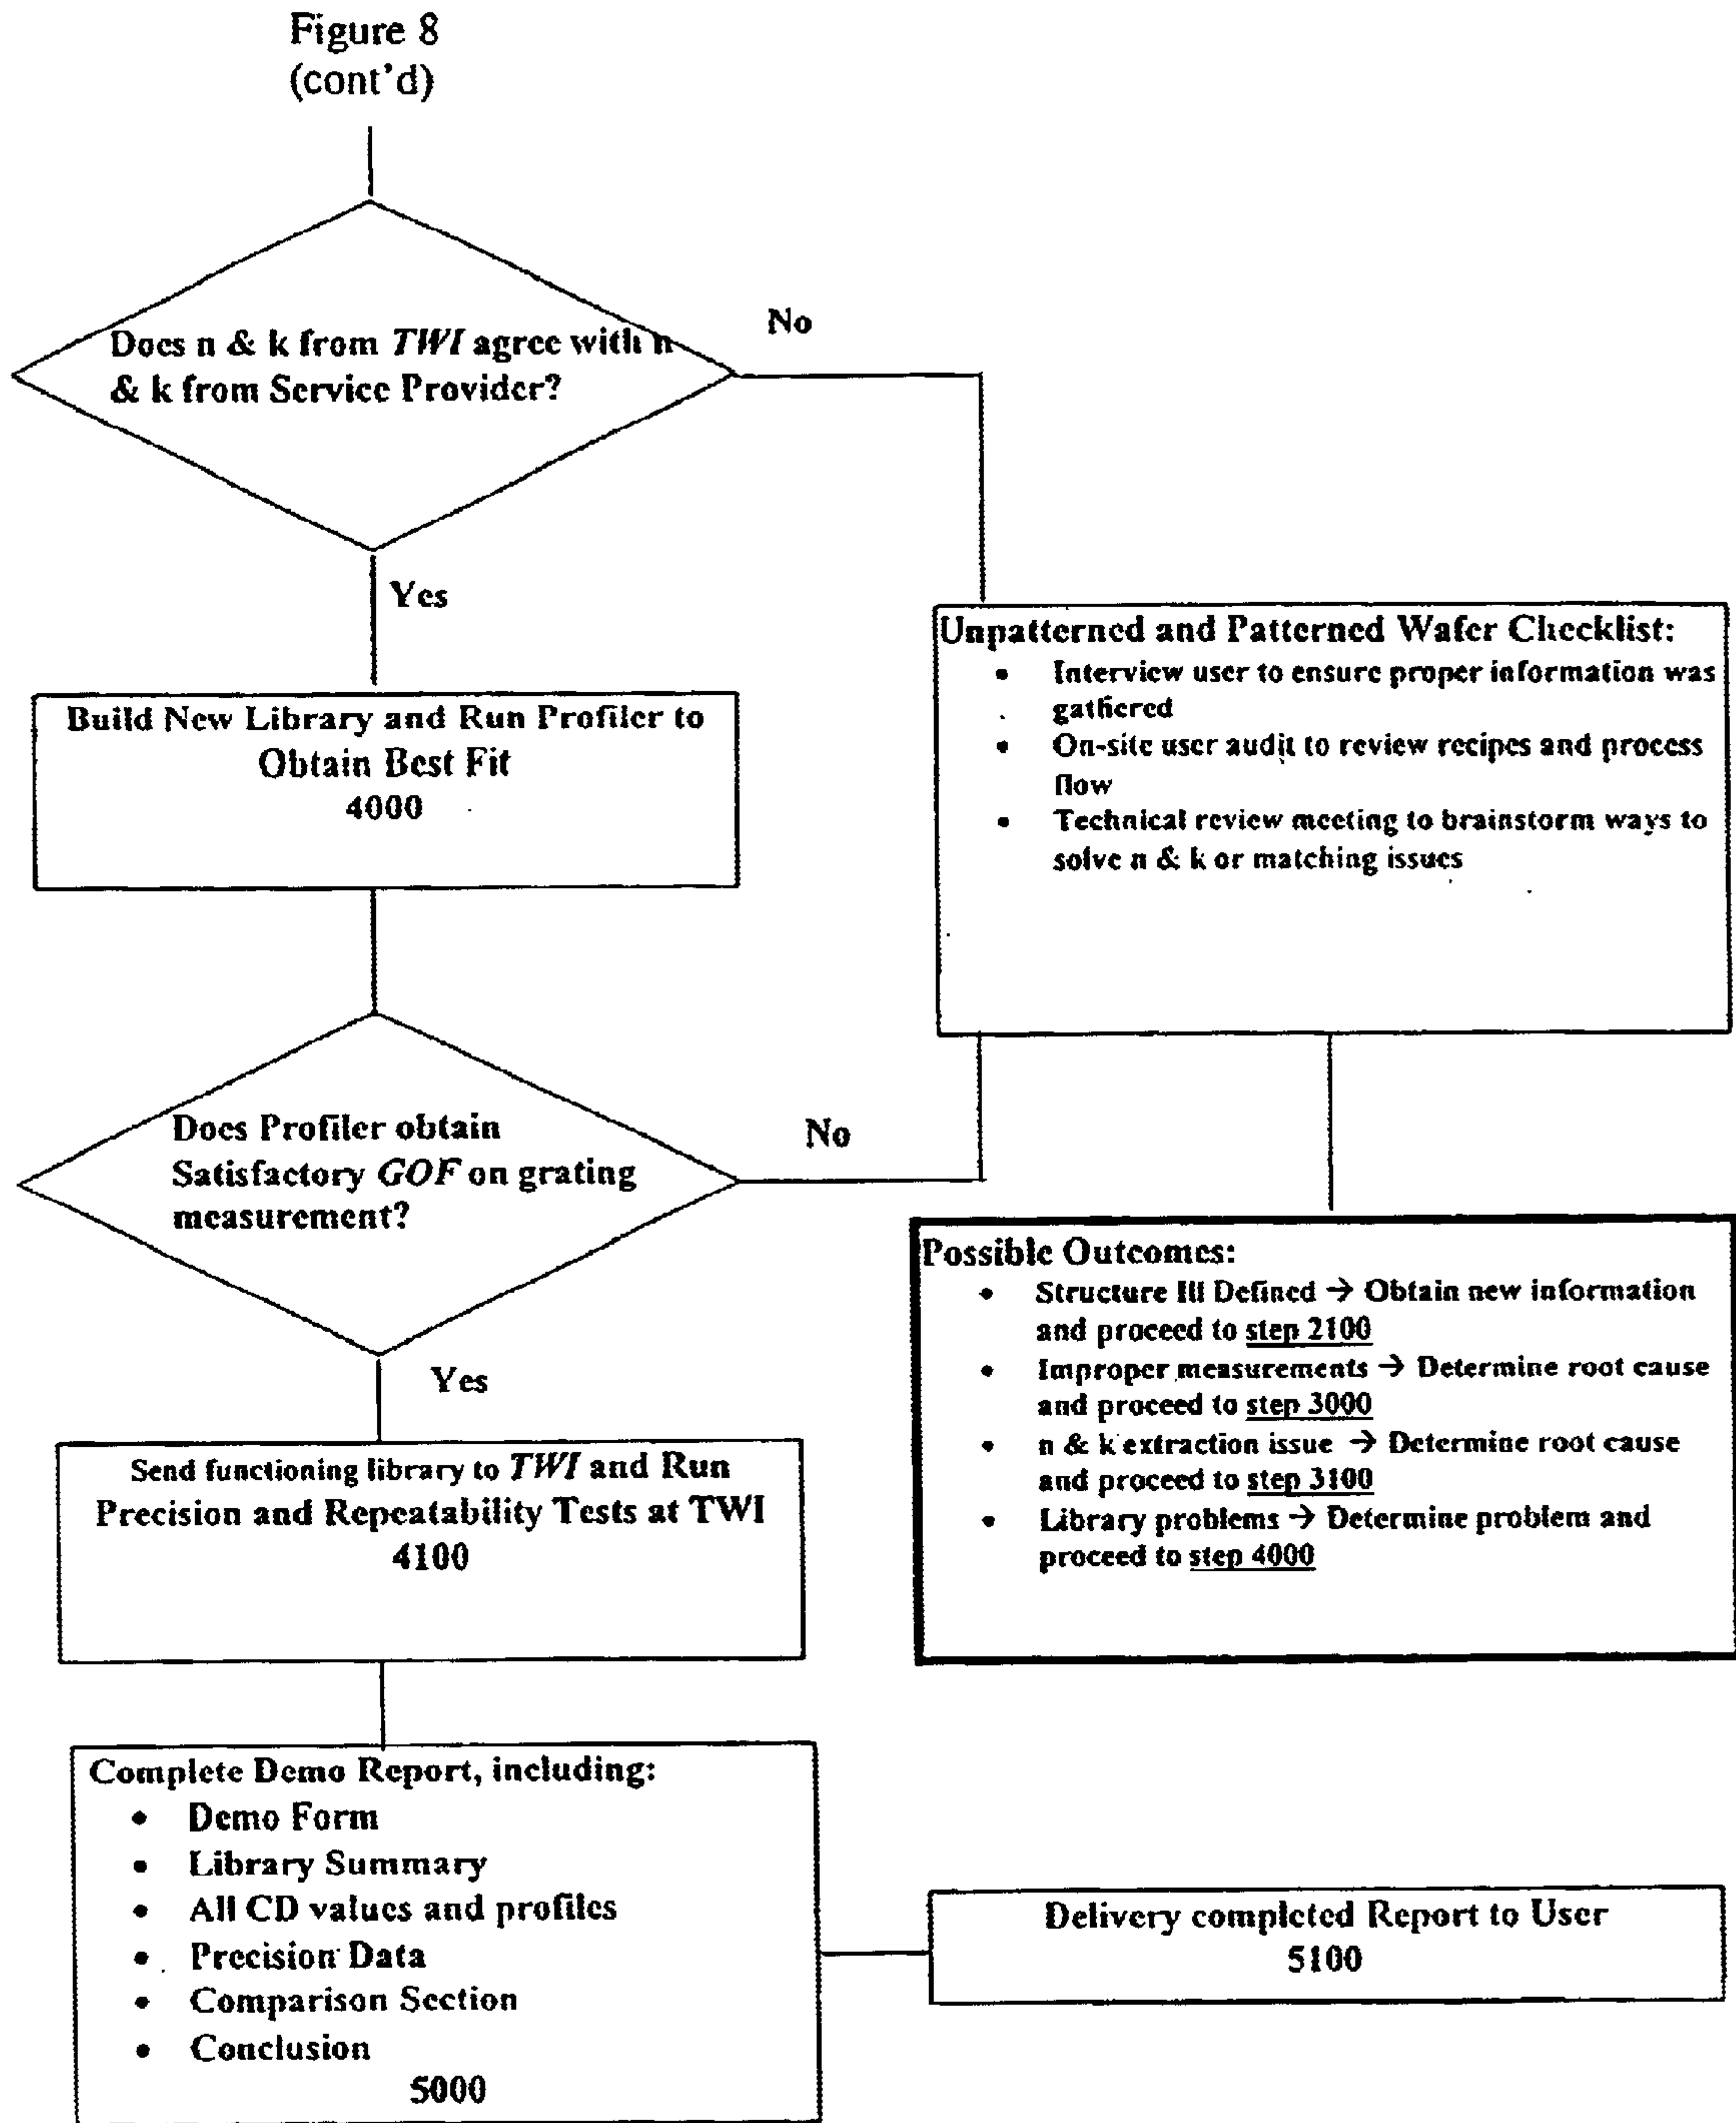 Figure 8
(cont'd)
Does n & k from TWI agree with n
& k from Service Provider?
No
Yes
Build New Library and Run Profiler to
Obtain Best Fit
4000
Unpatterned and Patterned Wafer Checklist:
• Interview user to ensure proper information was
gathered
• On-site user audit to review recipes and process
flow
• Technical review meeting to brainstorm ways to
solve n & k or matching issues
Does Profiler obtain
Satisfactory GOF on grating
measurement?
No
Yes
Possible Outcomes:
• Structure Ill Defined → Obtain new information
and proceed to step 2100
• Improper measurements → Determine root cause
and proceed to step 3000
• n & k extraction issue → Determine root cause
and proceed to step 3100
• Library problems → Determine problem and
proceed to step 4000
Send functioning library to TWI and Run
Precision and Repeatability Tests at TWI
4100
Complete Demo Report, including:
• Demo Form
• Library Summary
• All CD values and profiles
• Precision Data
• Comparison Section
• Conclusion
5000
Delivery completed Report to User
5100